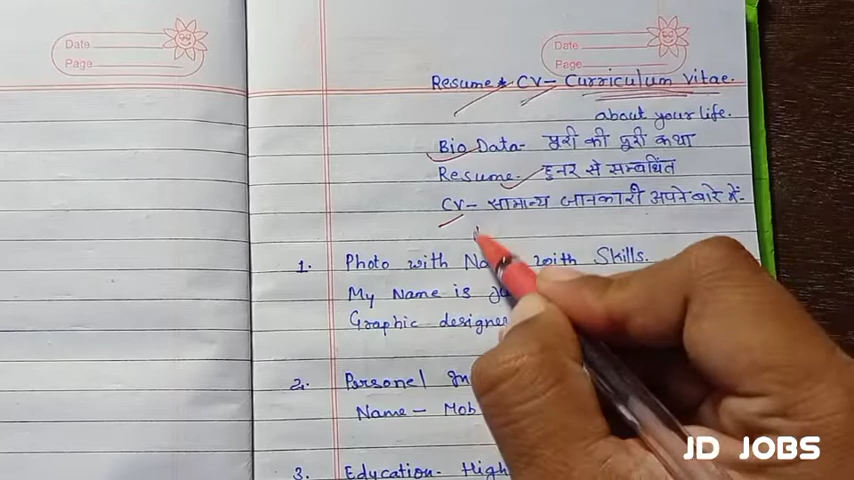 Date
Page
Date
Page
Resume * CV- Curriculum vitae.
about your life.
Bio Data- पूरी की पूरी कथा
Resume- हुनर से सम्बंधित
CV- सामान्य जानकारी अपने बारे में-
1. Photo with with Skills.
My Name is
Graphic designer
2. Personel
Name- Mob
3. Education- High
JD JOBS